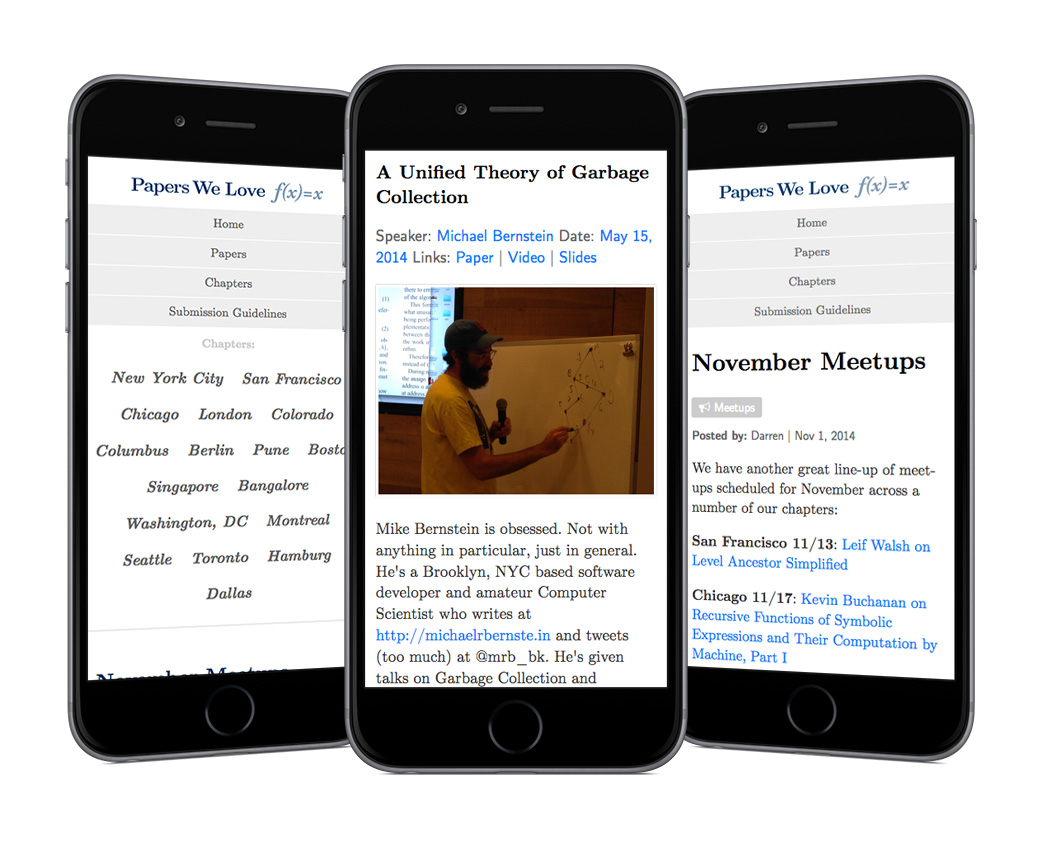 Papers We Love f(x)=x
Home
Papers
Chapters
Submission Guidelines
Chapters:
New York City San Francisco
Chicago London Colorado
Columbus Berlin Pune Bosto
Singapore Bangalore
Washington, DC Montreal
Seattle Toronto Hamburg
Dallas
November Meetups
A Unified Theory of Garbage
Collection
Speaker: Michael Bernstein Date: May 15,
2014 Links: Paper | Video | Slides
Mike Bernstein is obsessed. Not with
anything in particular, just in general.
He's a Brooklyn, NYC based software
developer and amateur Computer
Scientist who writes at
http://michaelrbernste.in and tweets
(too much) at @mrb_bk. He's given
talks on Garbage Collection and
Papers We Love f(x)=x
Home
Papers
Chapters
Submission Guidelines
November Meetups
Meetups
Posted by: Darren | Nov 1, 2014
We have another great line-up of meet-
ups scheduled for November across a
number of our chapters:
San Francisco 11/13: Leif Walsh on
Level Ancestor Simplified
Chicago 11/17: Kevin Buchanan on
Recursive Functions of Symbolic
Expressions and Their Computation by
Machine, Part I